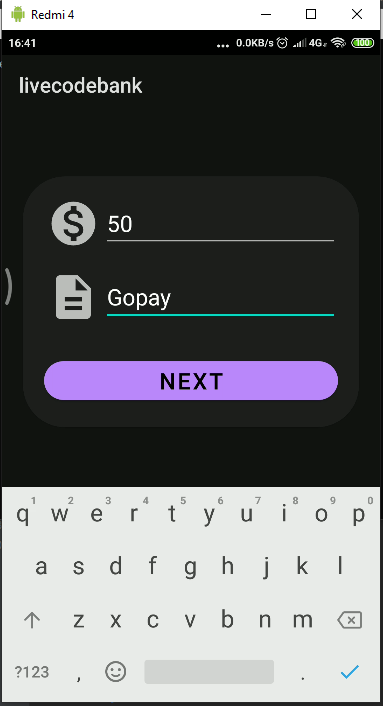 Redmi 4
16:41 ... 0.0KB/s 4G 100
livecodebank
$ 50
Gopay
NEXT
1 2 3 4 5 6 7 8 9 0
q w e r t y u i o p
a s d f g h j k l
z x c v b n m
?123 , .